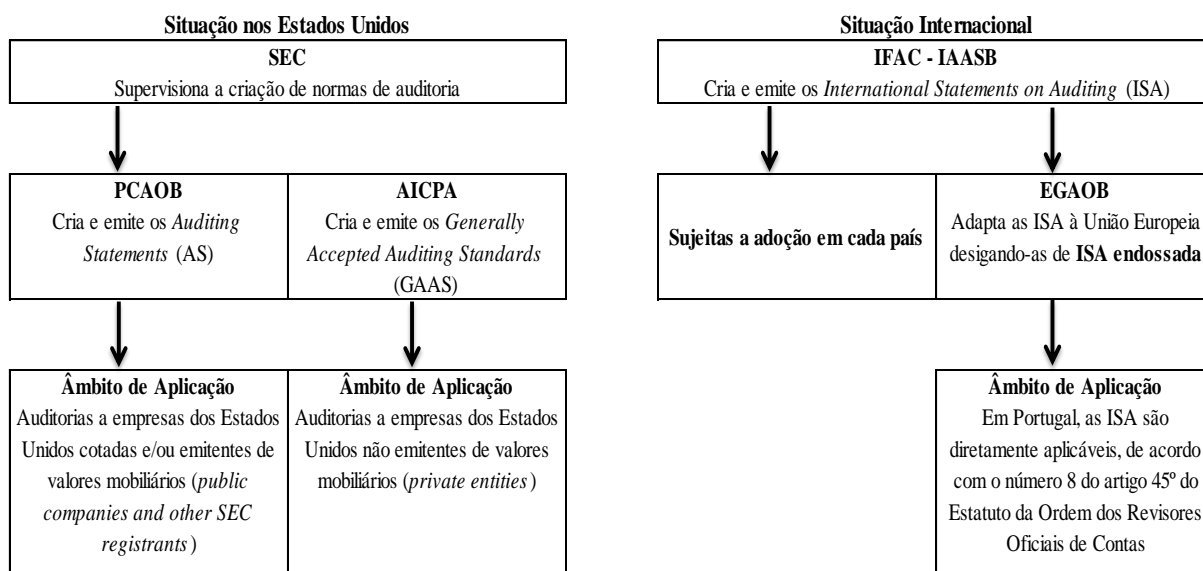 Situação nos Estados Unidos
SEC
Supervisiona a criação de normas de auditoria
PCAOB
Cria e emite os Auditing
Statements (AS)
AICPA
Cria e emite os Generally
Accepted Auditing Standards
(GAAS)
Âmbito de Aplicação
Auditorias a empresas dos Estados
Unidos cotadas e/ou emitentes de
valores mobiliários (public
companies and other SEC
registrants)
Âmbito de Aplicação
Auditorias a empresas dos Estados
Unidos não emitentes de valores
mobiliários (private entities)
Situação Internacional
IFAC - IAASB
Cria e emite os International Statements on Auditing (ISA)
Sujeitas a adoção em cada país
EGAOB
Adapta as ISA à União Europeia
desigando-as de ISA endossada
Âmbito de Aplicação
Em Portugal, as ISA são
diretamente aplicáveis, de acordo
com o número 8 do artigo 45º do
Estatuto da Ordem dos Revisores
Oficiais de Contas